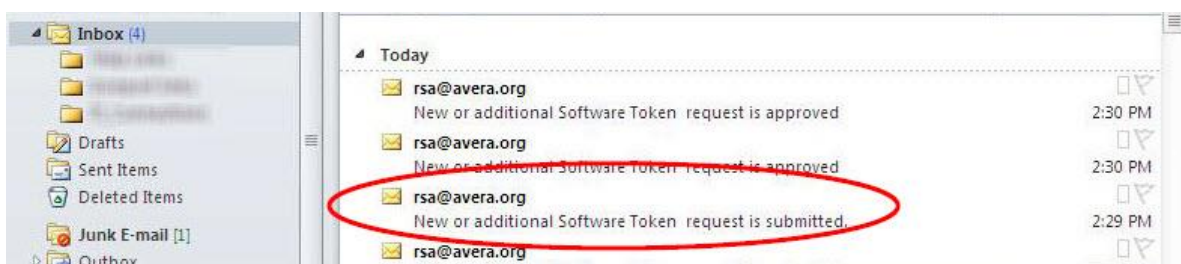 Inbox (4)
Drafts
Sent Items
Deleted Items
Junk E-mail [1]
Outbox
Today
rsa@avera.org
New or additional Software Token request is approved
2:30 PM
rsa@avera.org
New or additional Software Token request is approved
2:30 PM
rsa@avera.org
New or additional Software Token request is submitted.
2:29 PM
rsa@avera.org